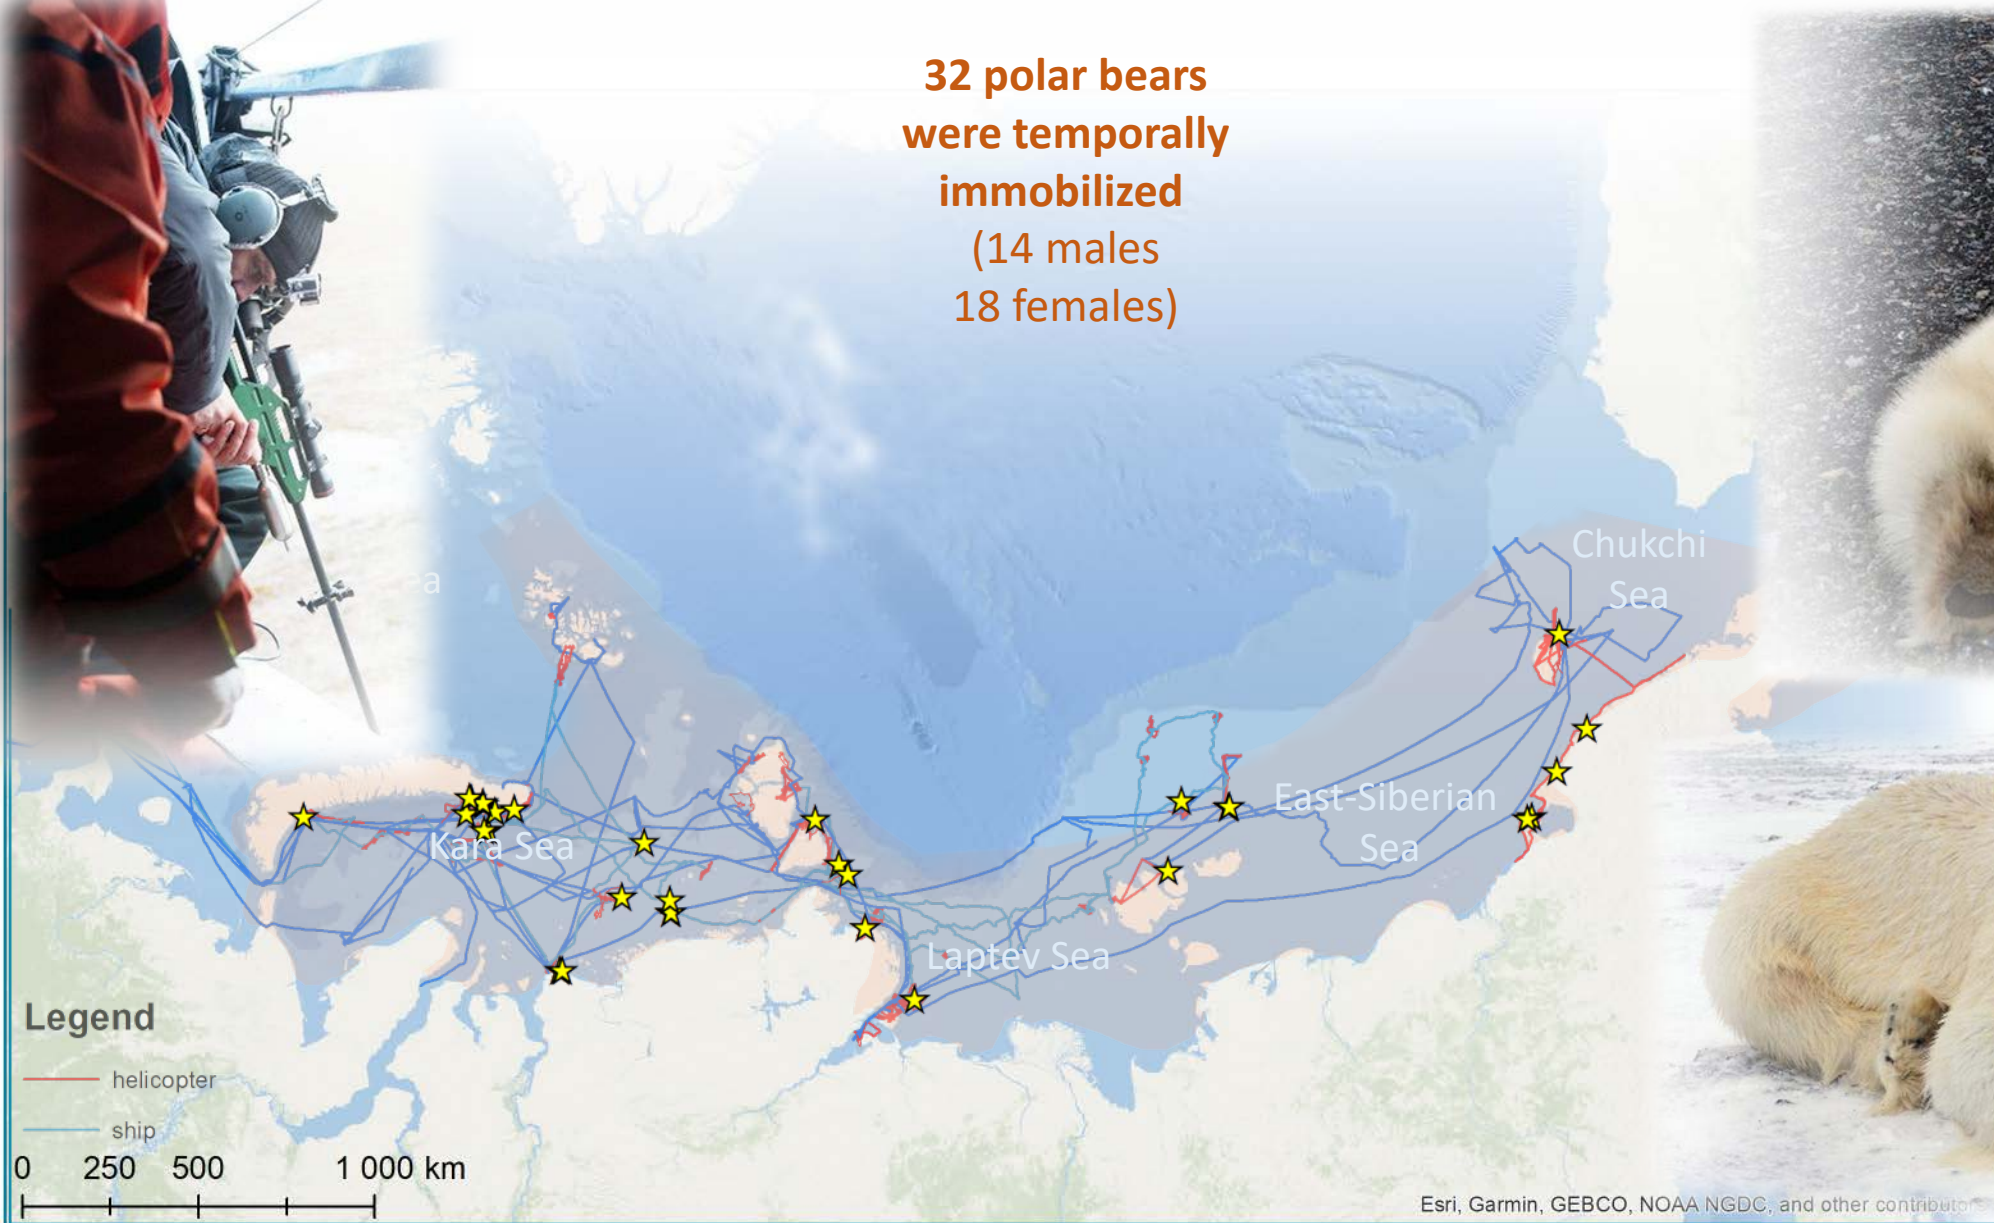 32 polar bears
were temporally
immobilized
(14 males
18 females)
Chukchi
Sea
East-Siberian
Sea
Kara Sea
Laptev Sea
Legend
helicopter
ship
0 250 500 1 000 km
Esri, Garmin, GEBCO, NOAA NGDC, and other contributors